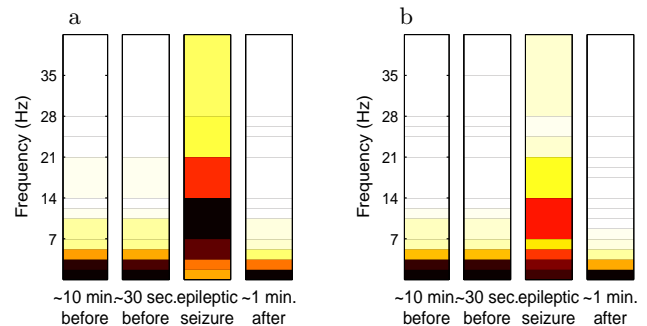 a
Frequency (Hz)
35
28
21
14
7
~10 min. ~30 sec. epileptic ~1 min.
before before seizure after
b
Frequency (Hz)
35
28
21
14
7
~10 min. ~30 sec. epileptic ~1 min.
before before seizure after